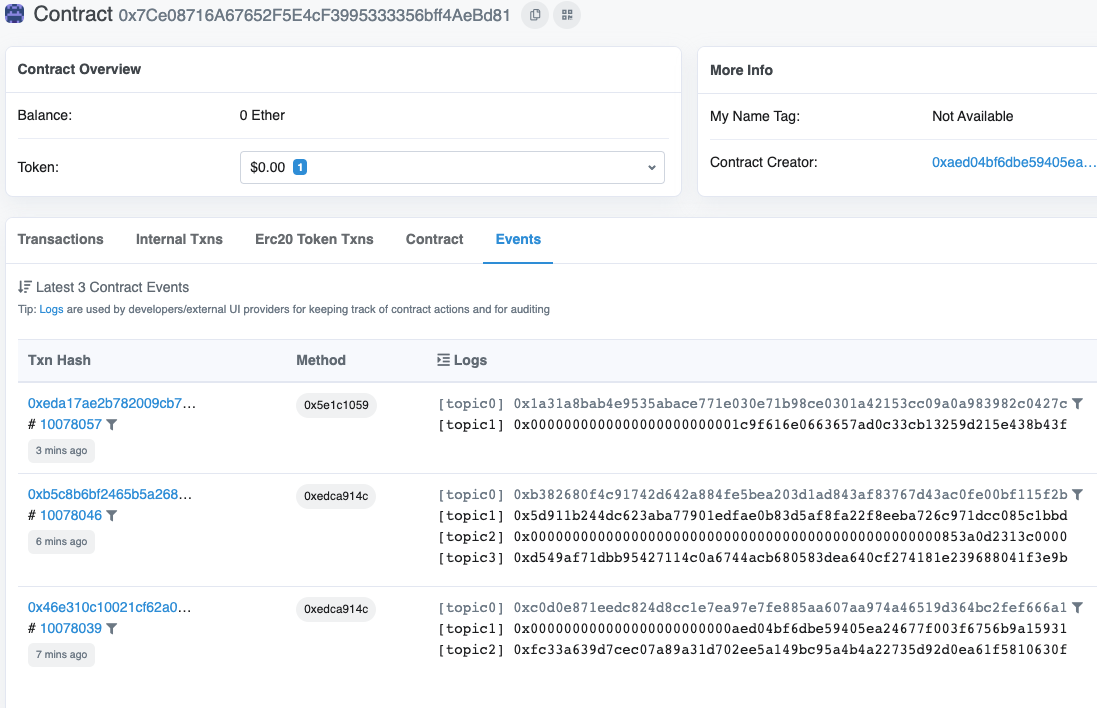 Contract 0x7Ce08716A67652F5E4cF3995333356bff4AeBd81
Contract Overview
Balance: 0 Ether
Token: $0.00 1
More Info
My Name Tag: Not Available
Contract Creator: 0xaed04bf6dbe59405ea...
Transactions Internal Txns Erc20 Token Txns Contract Events
Latest 3 Contract Events
Tip: Logs are used by developers/external UI providers for keeping track of contract actions and for auditing
Txn Hash Method Logs
0xeda17ae2b782009cb7... 0x5e1c1059 [topic0] 0x1a31a8bab4e9535abace771e030e71b98ce0301a42153cc09a0a983982c0427c
# 10078057 [topic1] 0x0000000000000000000000001c9f616e0663657ad0c33cb13259d215e438b43f
3 mins ago
0xb5c8b6bf2465b5a268... 0xedca914c [topic0] 0xb382680f4c91742d642a884fe5bea203d1ad843af83767d43ac0fe00bf115f2b
# 10078046 [topic1] 0x5d911b244dc623aba77901edfae0b83d5af8fa22f8eeba726c971dcc085c1bbd
6 mins ago [topic2] 0x000000000000000000000000000000000000000000000000000853a0d2313c0000
[topic3] 0xd549af71dbb95427114c0a6744acb680583dea640cf274181e239688041f3e9b
0x46e310c10021cf62a0... 0xedca914c [topic0] 0xc0d0e871eedc824d8cc1e7ea97e7fe885aa607aa974a46519d364bc2fef666a1
# 10078039 [topic1] 0x000000000000000000000000aed04bf6dbe59405ea24677f003f6756b9a15931
7 mins ago [topic2] 0xfc33a639d7cec07a89a31d702ee5a149bc95a4b4a22735d92d0ea61f5810630f